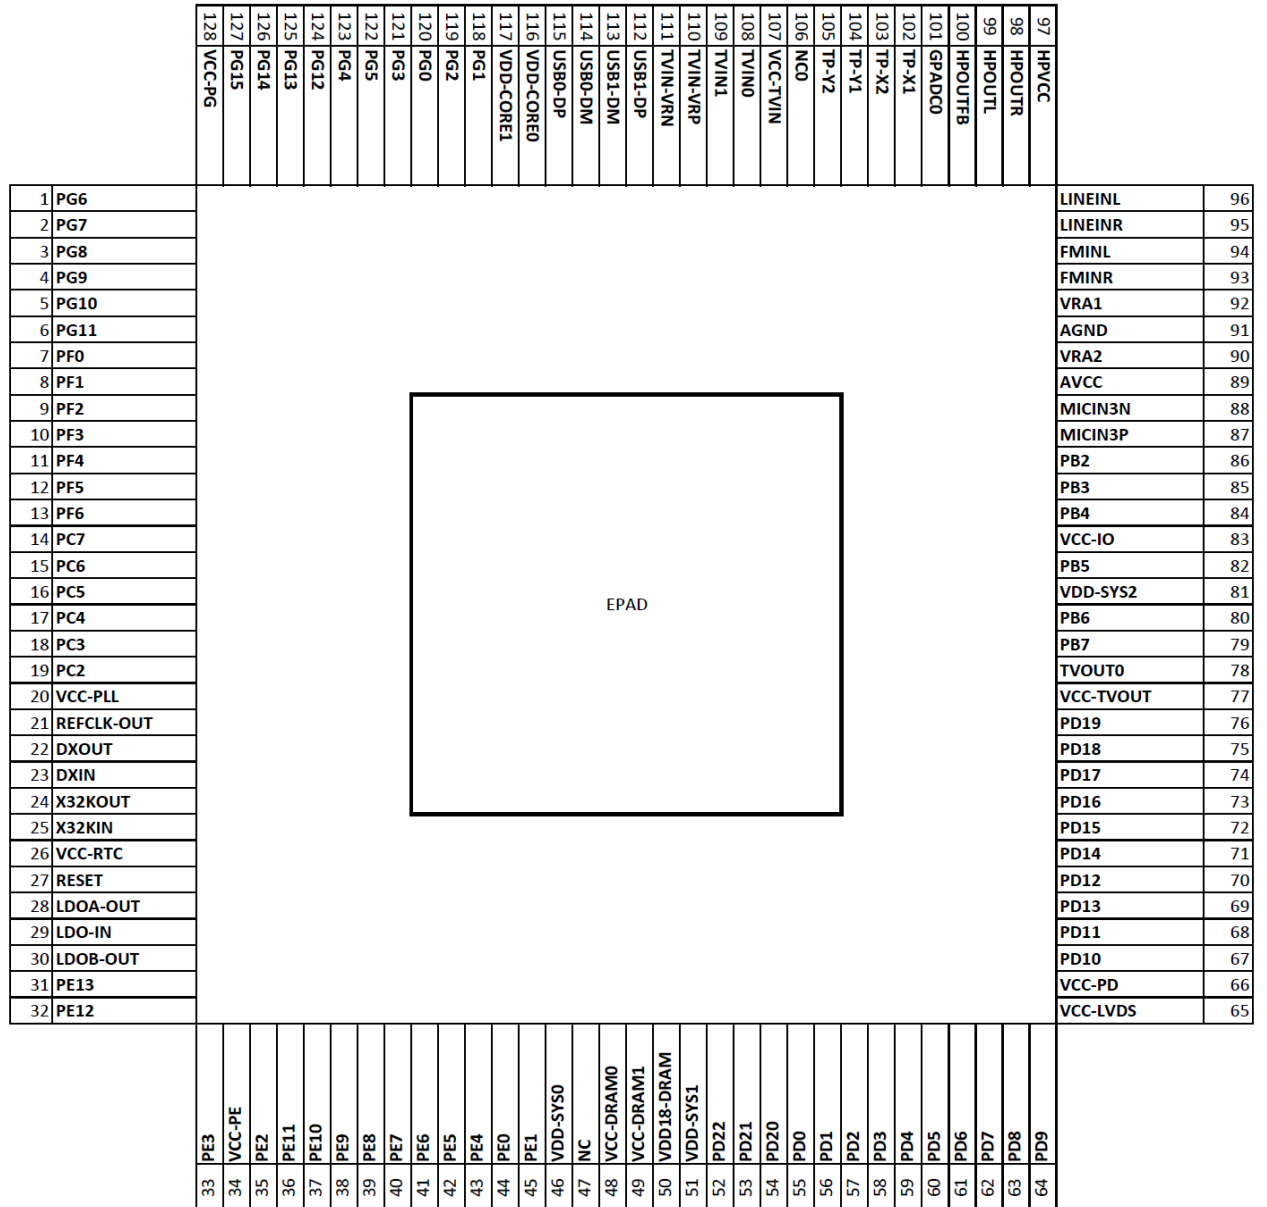 128 VCC-PG
127 PG15
126 PG14
125 PG13
124 PG12
123 PG4
122 PG5
121 PG3
120 PG0
119 PG2
118 PG1
117 VDD-CORE1
116 VDD-CORE0
115 USB0-DP
114 USB0-DM
113 USB1-DM
112 USB1-DP
111 TVIN-VRN
110 TVIN-VRP
109 TVIN1
108 TVIN0
107 VCC-TVIN
106 NC0
105 TP-Y2
104 TP-Y1
103 TP-X2
102 TP-X1
101 GPADC0
100 HPOUTFB
99 HPOUTL
98 HPOUTR
97 HPVCC
1 PG6
2 PG7
3 PG8
4 PG9
5 PG10
6 PG11
7 PF0
8 PF1
9 PF2
10 PF3
11 PF4
12 PF5
13 PF6
14 PC7
15 PC6
16 PC5
17 PC4
18 PC3
19 PC2
20 VCC-PLL
21 REFCLK-OUT
22 DXOUT
23 DXIN
24 X32KOUT
25 X32KIN
26 VCC-RTC
27 RESET
28 LDOA-OUT
29 LDO-IN
30 LDOB-OUT
31 PE13
32 PE12
EPAD
LINEINL 96
LINEINR 95
FMINL 94
FMINR 93
VRA1 92
AGND 91
VRA2 90
AVCC 89
MICIN3N 88
MICIN3P 87
PB2 86
PB3 85
PB4 84
VCC-IO 83
PB5 82
VDD-SYS2 81
PB6 80
PB7 79
TVOUT0 78
VCC-TVOUT 77
PD19 76
PD18 75
PD17 74
PD16 73
PD15 72
PD14 71
PD12 70
PD13 69
PD11 68
PD10 67
VCC-PD 66
VCC-LVDS 65
33 PE3
34 VCC-PE
35 PE2
36 PE11
37 PE10
38 PE9
39 PE8
40 PE7
41 PE6
42 PE5
43 PE4
44 PE0
45 PE1
46 VDD-SYS0
47 NC
48 VCC-DRAM0
49 VCC-DRAM1
50 VDD18-DRAM
51 VDD-SYS1
52 PD22
53 PD21
54 PD20
55 PD0
56 PD1
57 PD2
58 PD3
59 PD4
60 PD5
61 PD6
62 PD7
63 PD8
64 PD9